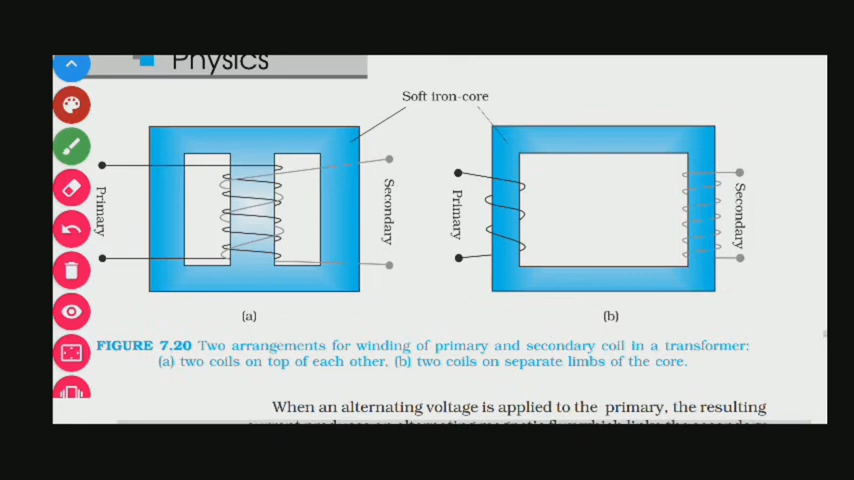 Physics
Soft iron-core
Primary
Secondary
Primary
Secondary
(a)
(b)
FIGURE 7.20 Two arrangements for winding of primary and secondary coil in a transformer:
(a) two coils on top of each other, (b) two coils on separate limbs of the core.
When an alternating voltage is applied to the primary, the resulting